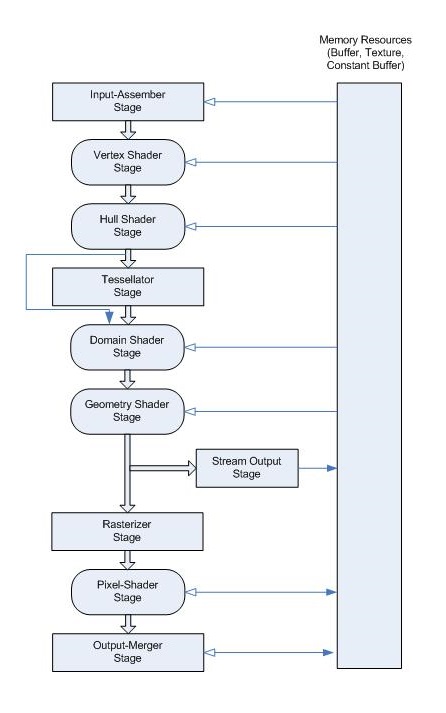 Memory Resources
(Buffer, Texture,
Constant Buffer)
Input-Assember
Stage
Vertex Shader
Stage
Hull Shader
Stage
Tessellator
Stage
Domain Shader
Stage
Geometry Shader
Stage
Stream Output
Stage
Rasterizer
Stage
Pixel-Shader
Stage
Output-Merger
Stage